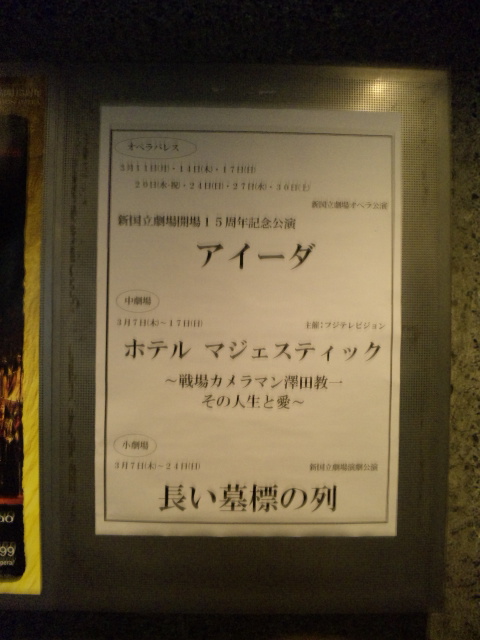 オペラパレス
3月11日(月)・14日(木)・17日(日)
20日(水・祝)・24日(日)・27日(水)・30日(土)
新国立劇場オペラ公演
新国立劇場開場15周年記念公演
アイーダ
中劇場
3月7日(木)～17日(日)
主催:フジテレビジョン
ホテル マジェスティック
～戦場カメラマン澤田教一
その人生と愛～
小劇場
3月7日(木)～24日(日)
新国立劇場演劇公演
長い墓標の列
99